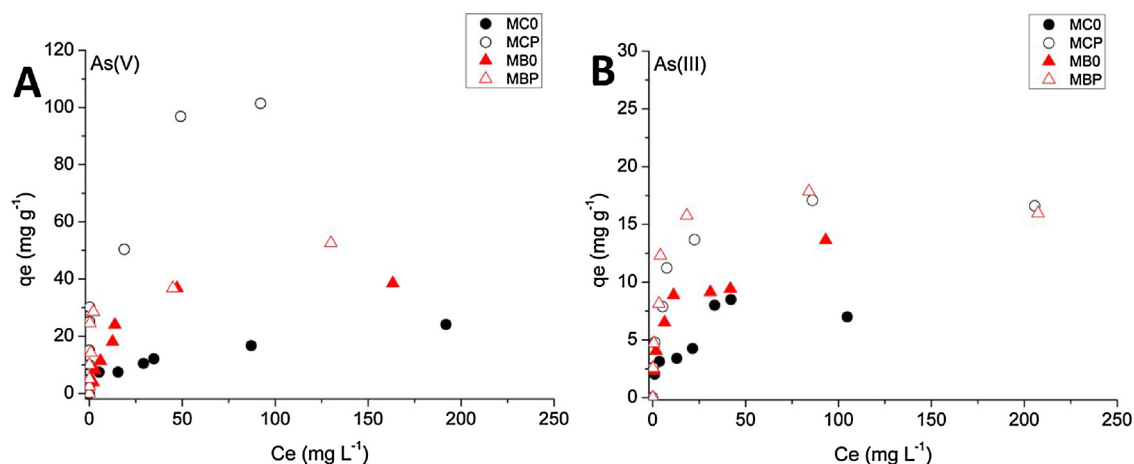 A
As(V)
MC0
MCP
MB0
MBP
120
100
80
60
40
20
0
qe (mg g-1)
0 50 100 150 200 250
Ce (mg L-1)
B
As(III)
MC0
MCP
MB0
MBP
30
25
20
15
10
5
0
qe (mg g-1)
0 50 100 150 200 250
Ce (mg L-1)